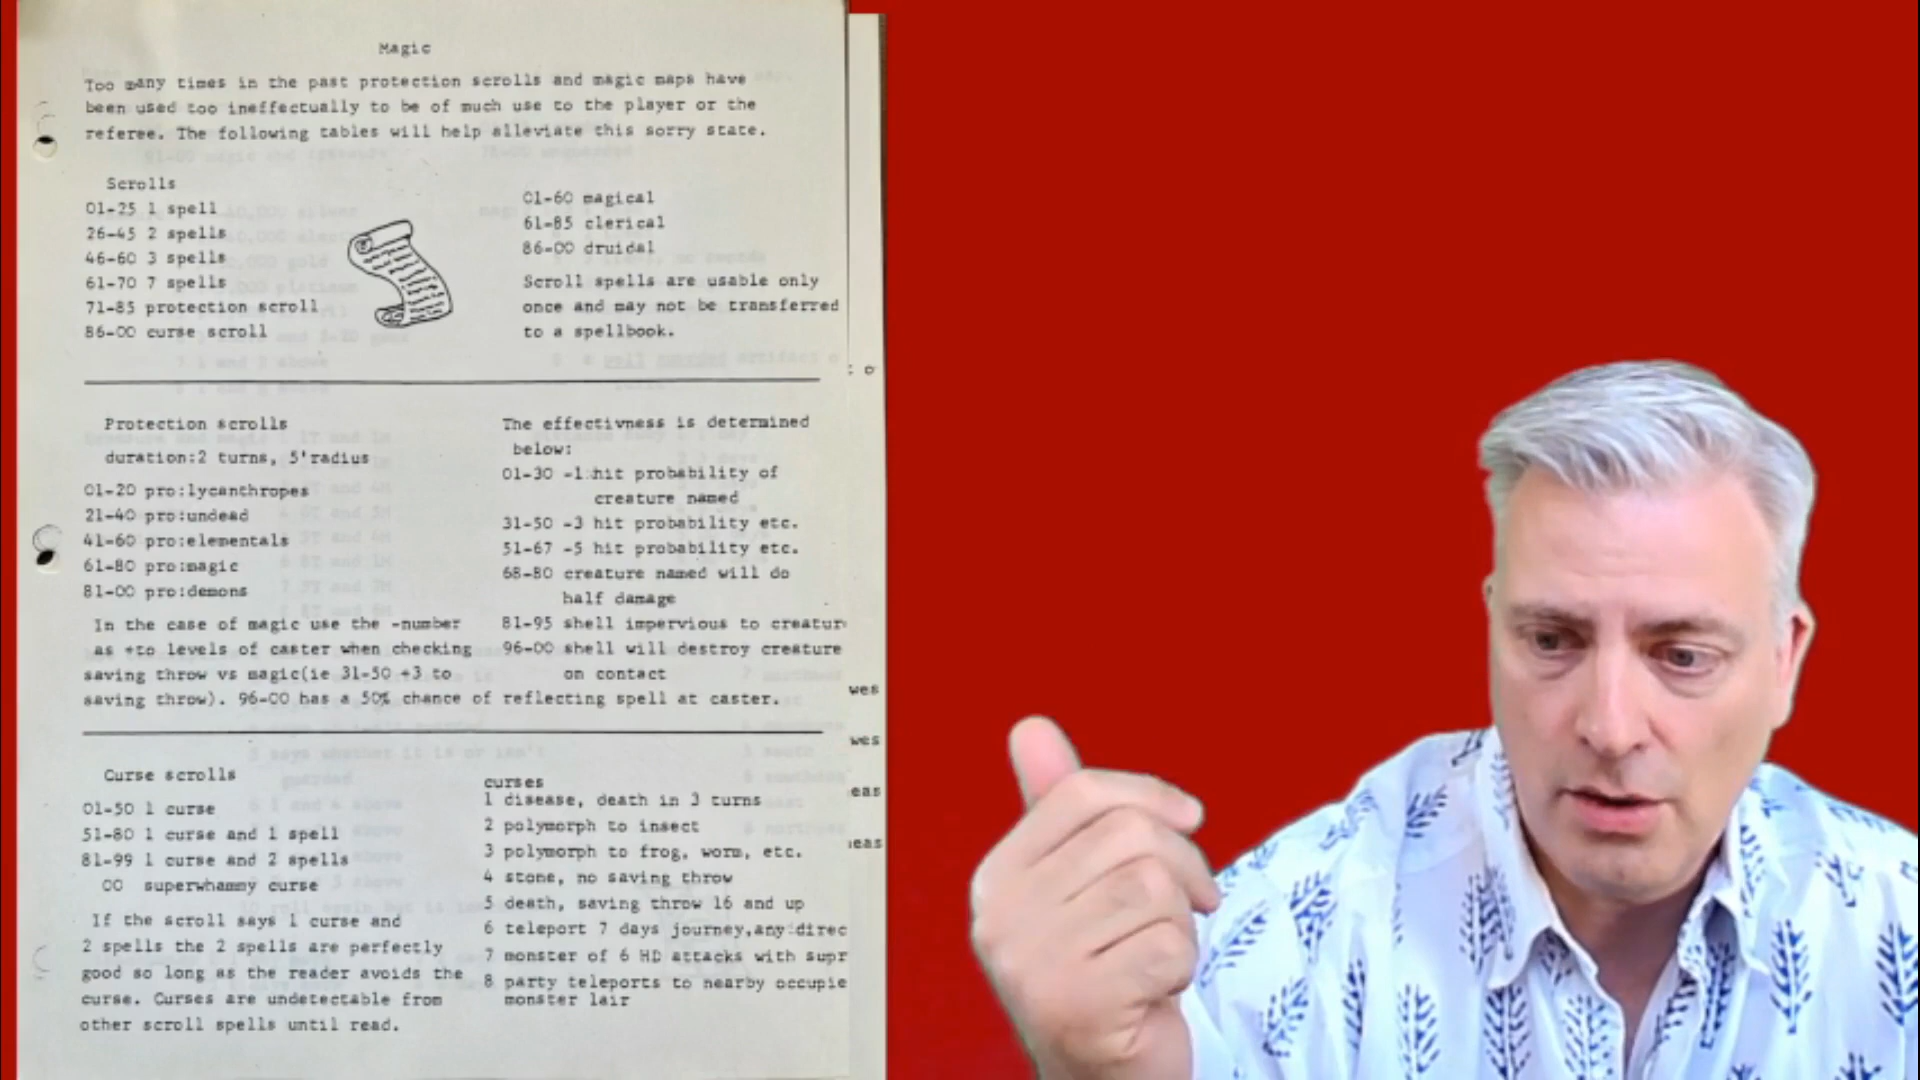 Magic
Too many times in the past protection scrolls and magic maps have
been used too ineffectually to be of much use to the player or the
referee. The following tables will help alleviate this sorry state.
Scrolls
01-25 1 spell
26-45 2 spells
46-60 3 spells
61-70 7 spells
71-85 protection scroll
86-00 curse scroll
01-60 magical
61-85 clerical
86-00 druidal
Scroll spells are usable only
once and may not be transferred
to a spellbook.
Protection scrolls
duration:2 turns, 5'radius
01-20 pro:lycanthropes
21-40 pro:undead
41-60 pro:elementals
61-80 pro:magic
81-00 pro:demons
The effectivness is determined
below:
01-30 -1 hit probability of
creature named
31-50 -3 hit probability etc.
51-67 -5 hit probability etc.
68-80 creature named will do
half damage
81-95 shell impervious to creatur
96-00 shell will destroy creature
on contact
In the case of magic use the -number
as +to levels of caster when checking
saving throw vs magic(ie 31-50 +3 to
saving throw). 96-00 has a 50% chance of reflecting spell at caster.
Curse scrolls
01-50 1 curse
51-80 1 curse and 1 spell
81-99 1 curse and 2 spells
00 superwhammy curse
If the scroll says 1 curse and
2 spells the 2 spells are perfectly
good so long as the reader avoids the
curse. Curses are undetectable from
other scroll spells until read.
curses
1 disease, death in 3 turns
2 polymorph to insect
3 polymorph to frog, worm, etc.
4 stone, no saving throw
5 death, saving throw 16 and up
6 teleport 7 days journey,any direc
7 monster of 6 HD attacks with supr
8 party teleports to nearby occupie
monster lair
wes
wes
eas
eas